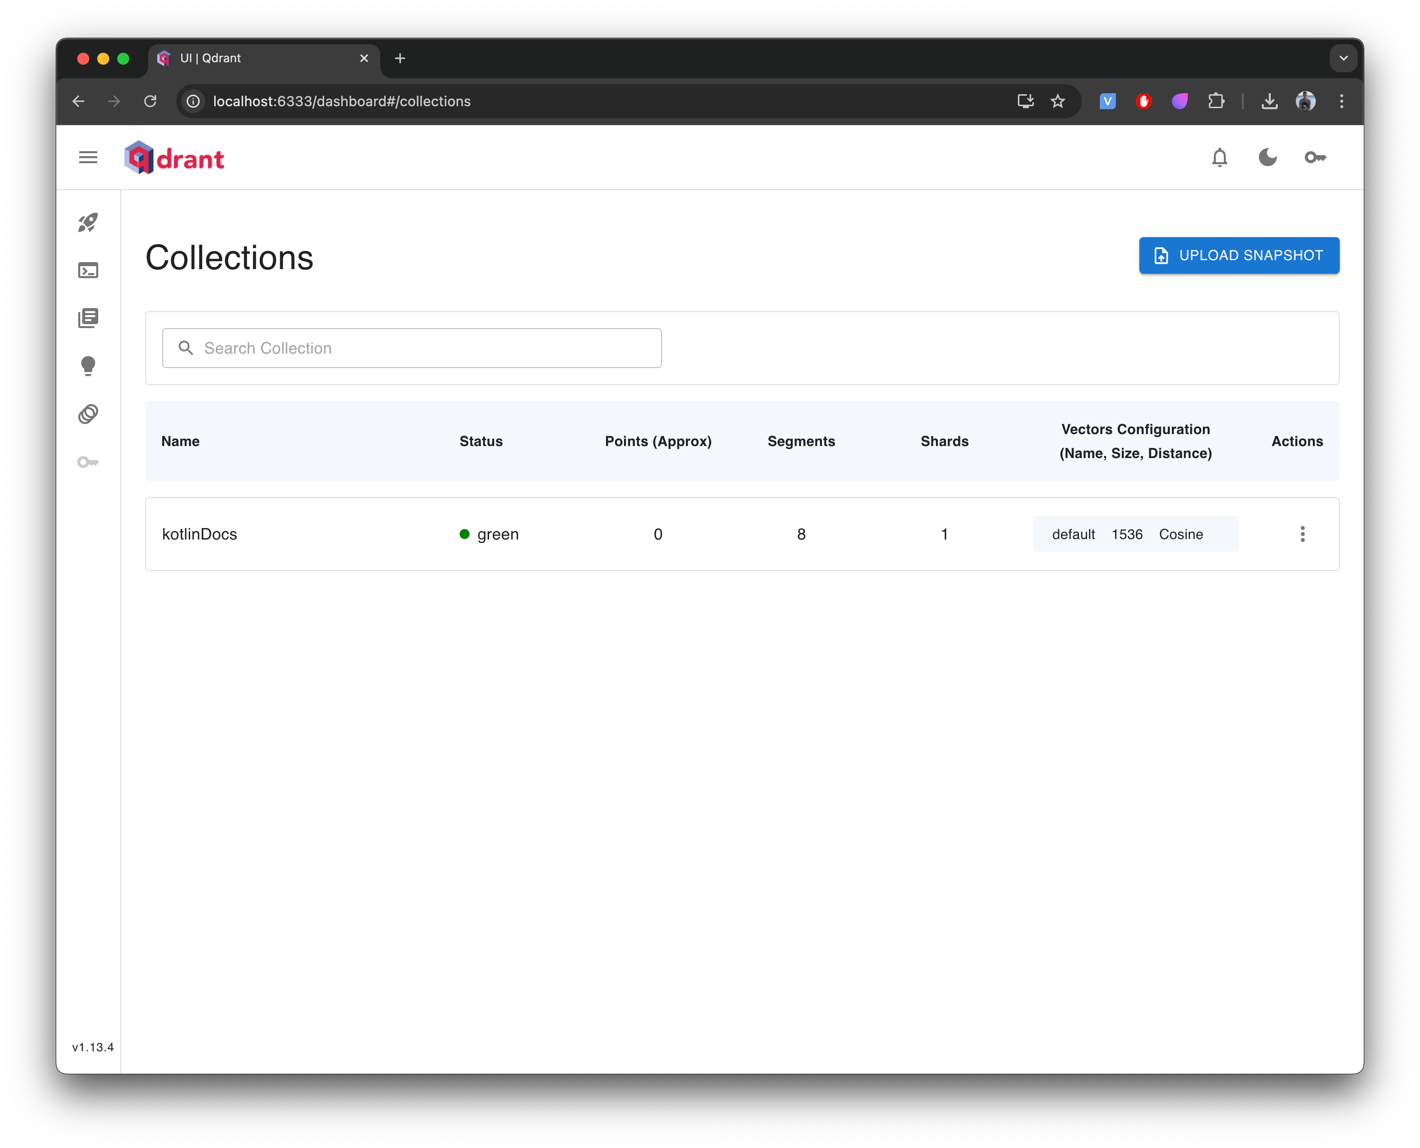 UI | Qdrant
localhost:6333/dashboard#/collections
V
qdrant
Collections
UPLOAD SNAPSHOT
Search Collection
Name Status Points (Approx) Segments Shards Vectors Configuration (Name, Size, Distance) Actions
kotlinDocs green 0 8 1 default 1536 Cosine
v1.13.4